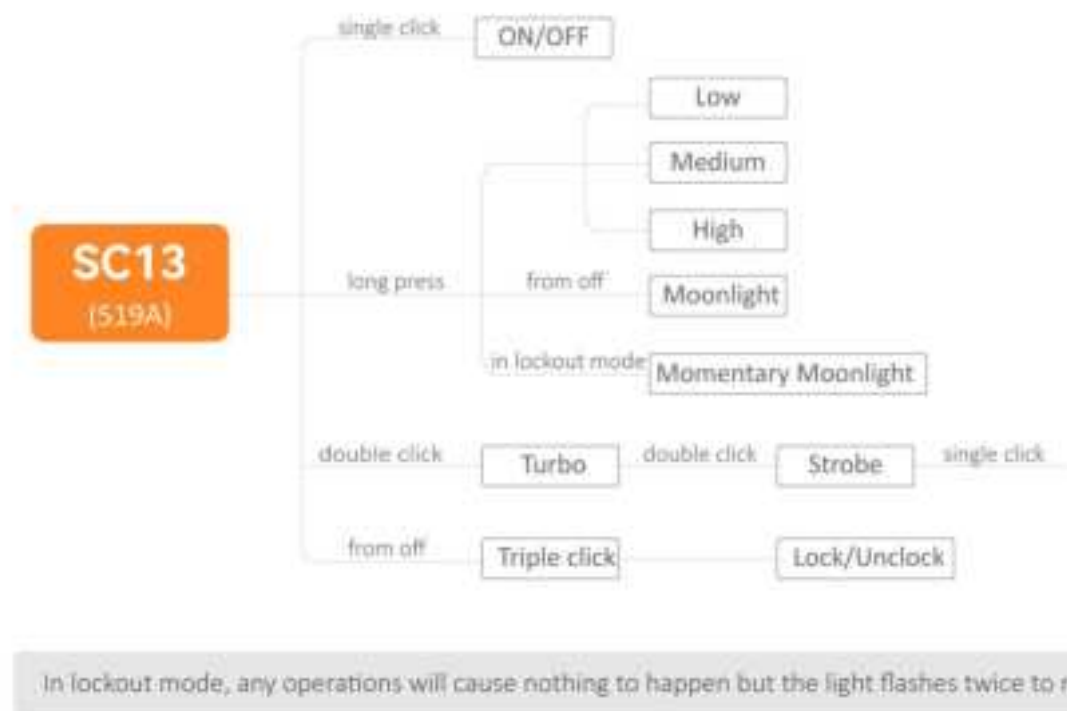 single click
ON/OFF
Low
Medium
High
SC13
(519A)
long press
from off
Moonlight
in lockout mode
Momentary Moonlight
double click
Turbo
double click
Strobe
single click
from off
Triple click
Lock/Unclock
In lockout mode, any operations will cause nothing to happen but the light flashes twice to